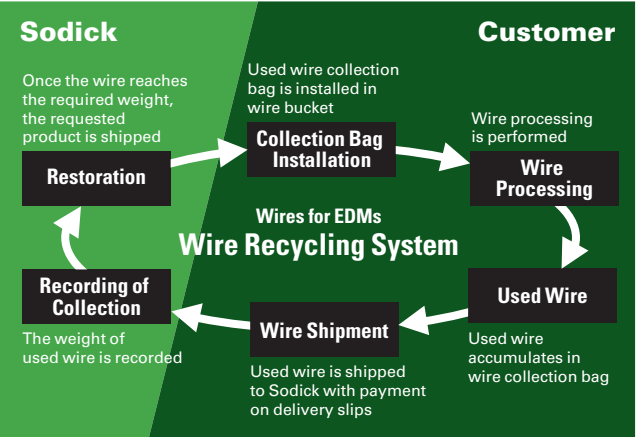 Sodick
Customer
Once the wire reaches
the required weight,
the requested
product is shipped
Restoration
Used wire collection
bag is installed in
wire bucket
Collection Bag
Installation
Wire processing
is performed
Wire
Processing
Wires for EDMs
Wire Recycling System
Recording of
Collection
The weight of
used wire is recorded
Wire Shipment
Used wire is shipped
to Sodick with payment
on delivery slips
Used Wire
Used wire
accumulates in
wire collection bag